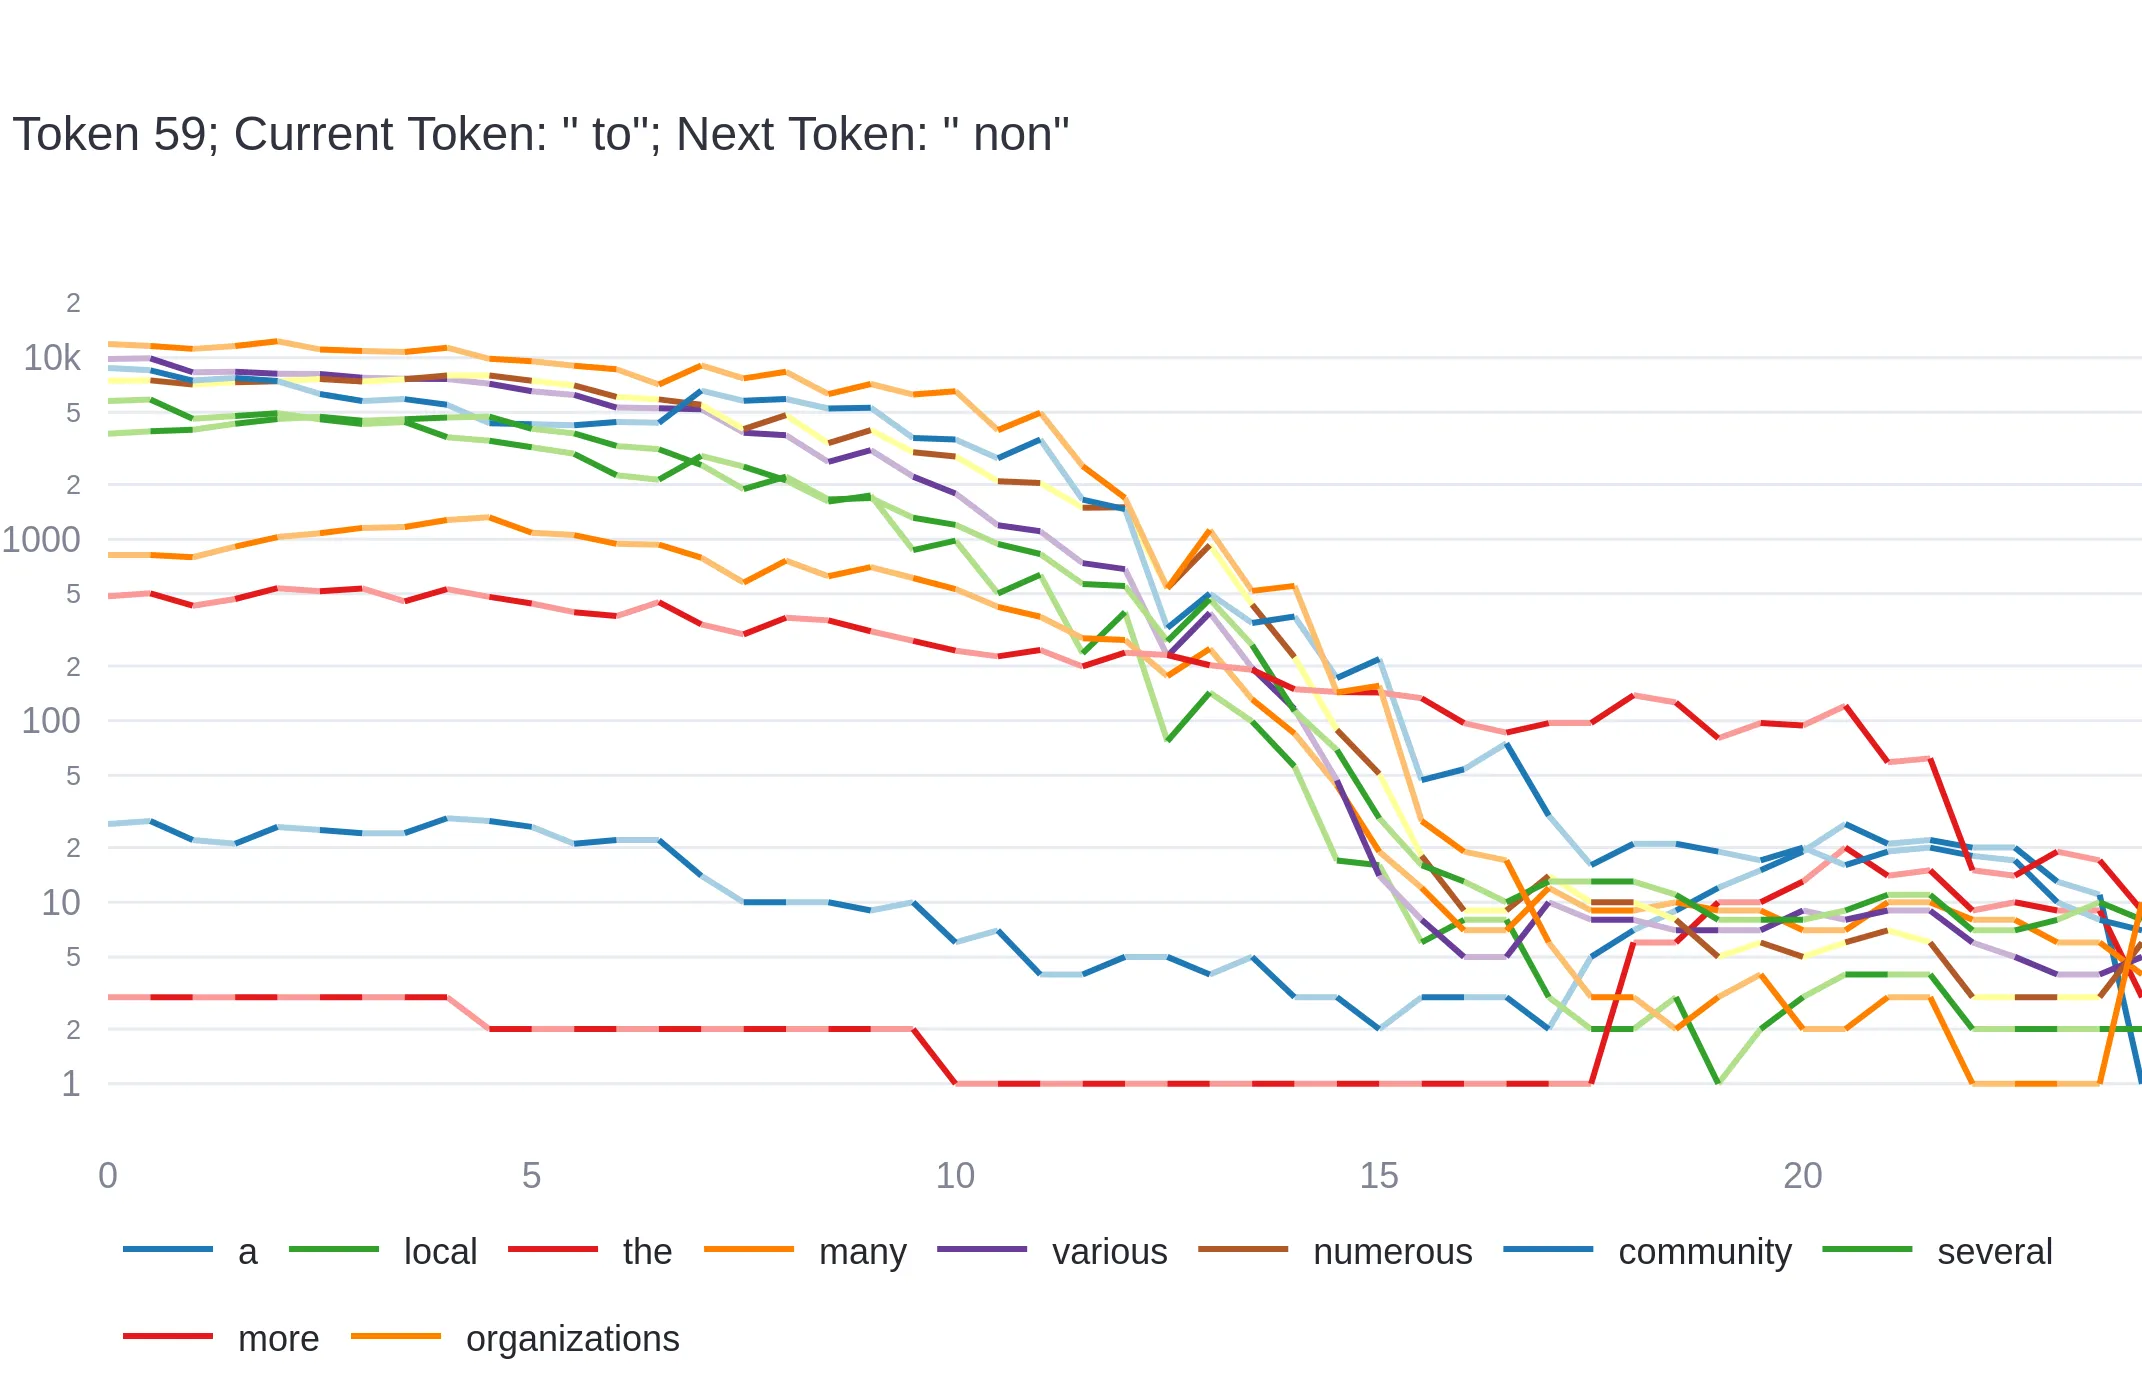 Token 59; Current Token: " to"; Next Token: " non"
2
10k
5
2
1000
5
2
100
5
2
10
5
2
1
0 5 10 15 20
a local the many various numerous community several
more organizations